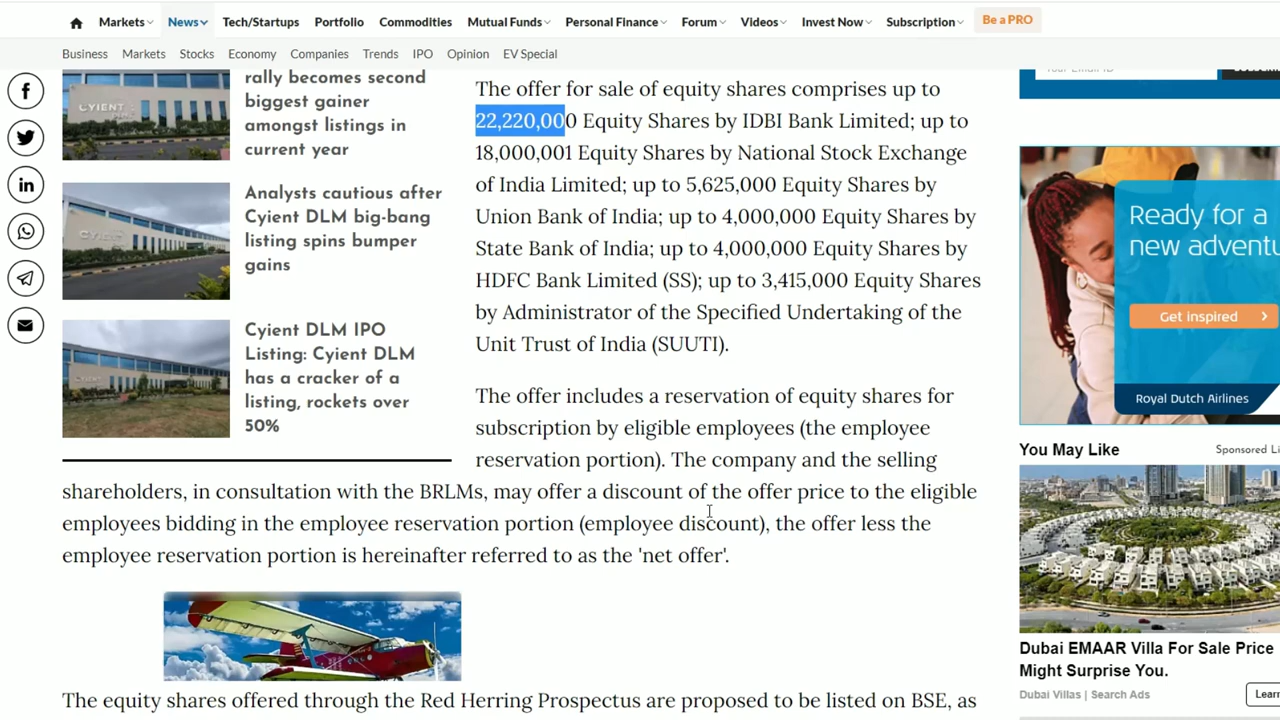 Markets
News
Tech/Startups
Portfolio
Commodities
Mutual Funds
Personal Finance
Forum
Videos
Invest Now
Subscription
Be a PRO
Business
Markets
Stocks
Economy
Companies
Trends
IPO
Opinion
EV Special
rally becomes second
biggest gainer
amongst listings in
current year
Analysts cautious after
Cyient DLM big-bang
listing spins bumper
gains
Cyient DLM IPO
Listing: Cyient DLM
has a cracker of a
listing, rockets over
50%
The offer for sale of equity shares comprises up to
22,220,000 Equity Shares by IDBI Bank Limited; up to
18,000,001 Equity Shares by National Stock Exchange
of India Limited; up to 5,625,000 Equity Shares by
Union Bank of India; up to 4,000,000 Equity Shares by
State Bank of India; up to 4,000,000 Equity Shares by
HDFC Bank Limited (SS); up to 3,415,000 Equity Shares
by Administrator of the Specified Undertaking of the
Unit Trust of India (SUUTI).
The offer includes a reservation of equity shares for
subscription by eligible employees (the employee
reservation portion). The company and the selling
shareholders, in consultation with the BRLMs, may offer a discount of the offer price to the eligible
employees bidding in the employee reservation portion (employee discount), the offer less the
employee reservation portion is hereinafter referred to as the 'net offer'.
The equity shares offered through the Red Herring Prospectus are proposed to be listed on BSE, as
Your Email ID
Ready for a
new adventu
Get inspired
Royal Dutch Airlines
You May Like
Sponsored Li
Dubai EMAAR Villa For Sale Price
Might Surprise You.
Dubai Villas | Search Ads
Lear
CYIENT